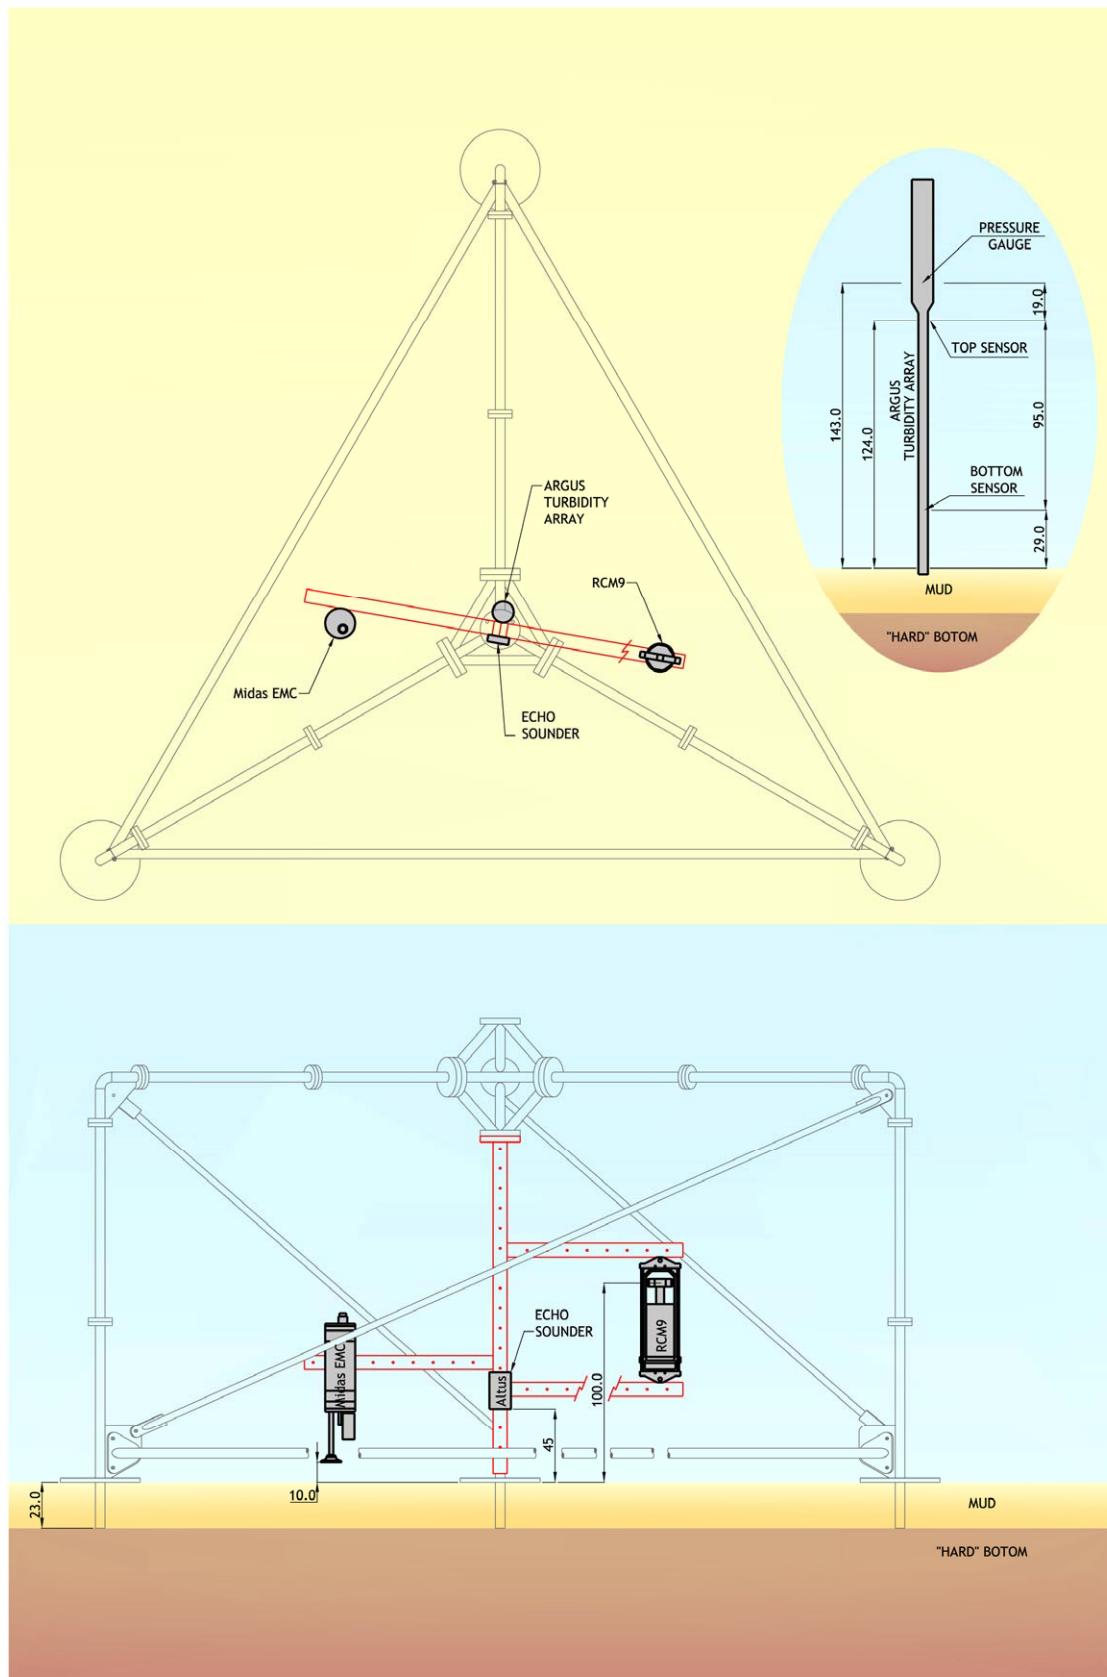 PRESSURE
GAUGE
19.0
TOP SENSOR
ARGUS
TURBIDITY ARRAY
143.0
124.0
95.0
BOTTOM
SENSOR
29.0
MUD
"HARD" BOTOM
ARGUS
TURBIDITY
ARRAY
RCM9
Midas EMC
ECHO
SOUNDER
ECHO
SOUNDER
Midas EMC
Altus
RCM9
100.0
45
10.0
23.0
MUD
"HARD" BOTOM